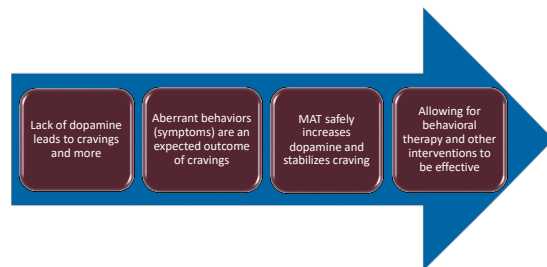 Lack of dopamine
leads to cravings
and more
Aberrant behaviors
(symptoms) are an
expected outcome
of cravings
MAT safely
increases
dopamine and
stabilizes craving
Allowing for
behavioral
therapy and other
interventions to
be effective